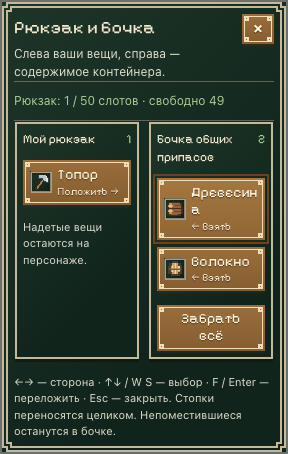 Рюкзак и бочка
×
Слева ваши вещи, справа —
содержимое контейнера.
Рюкзак: 1 / 50 слотов · свободно 49
Мой рюкзак 1
Топор
Положить →
Надетые вещи
остаются на
персонаже.
Бочка общих 2
припасов
Древесин
а
← Взять
Волокно
← Взять
Забрать
всё
←→ — сторона · ↑↓ / W S — выбор · F / Enter —
переложить · Esc — закрыть. Стопки
переносятся целиком. Непоместившиеся
останутся в бочке.